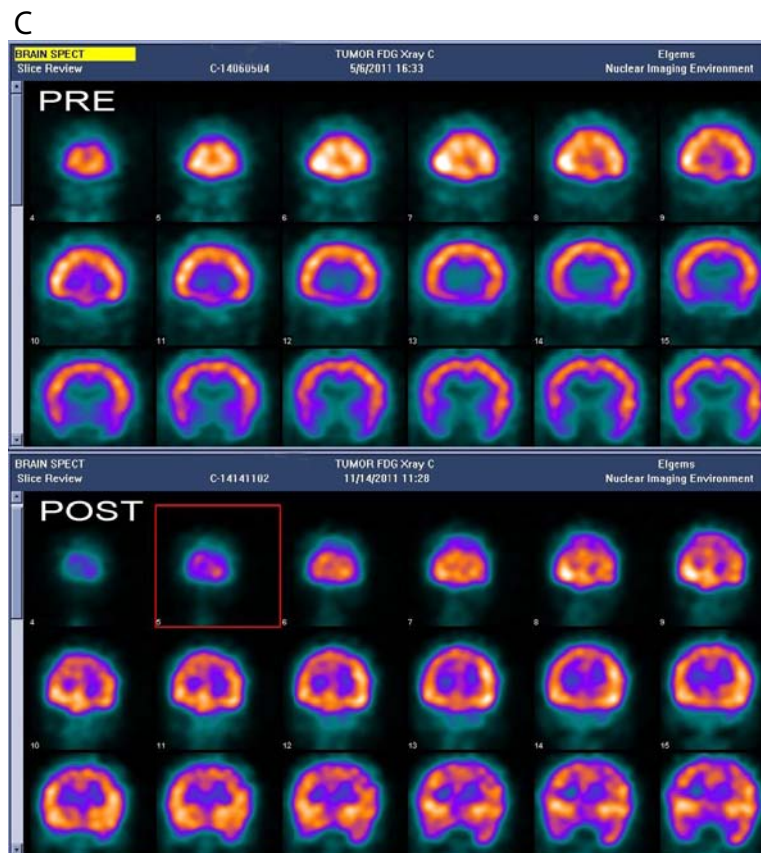 C
BRAIN SPECT TUMOR FDG Xray C Elgems
Slice Review C-14060504 5/6/2011 16:33 Nuclear Imaging Environment
PRE
4 5 6 7 8 9
10 11 12 13 14 15
BRAIN SPECT TUMOR FDG Xray C Elgems
Slice Review C-14141102 11/14/2011 11:28 Nuclear Imaging Environment
POST
4 5 6 7 8 9
10 11 12 13 14 15